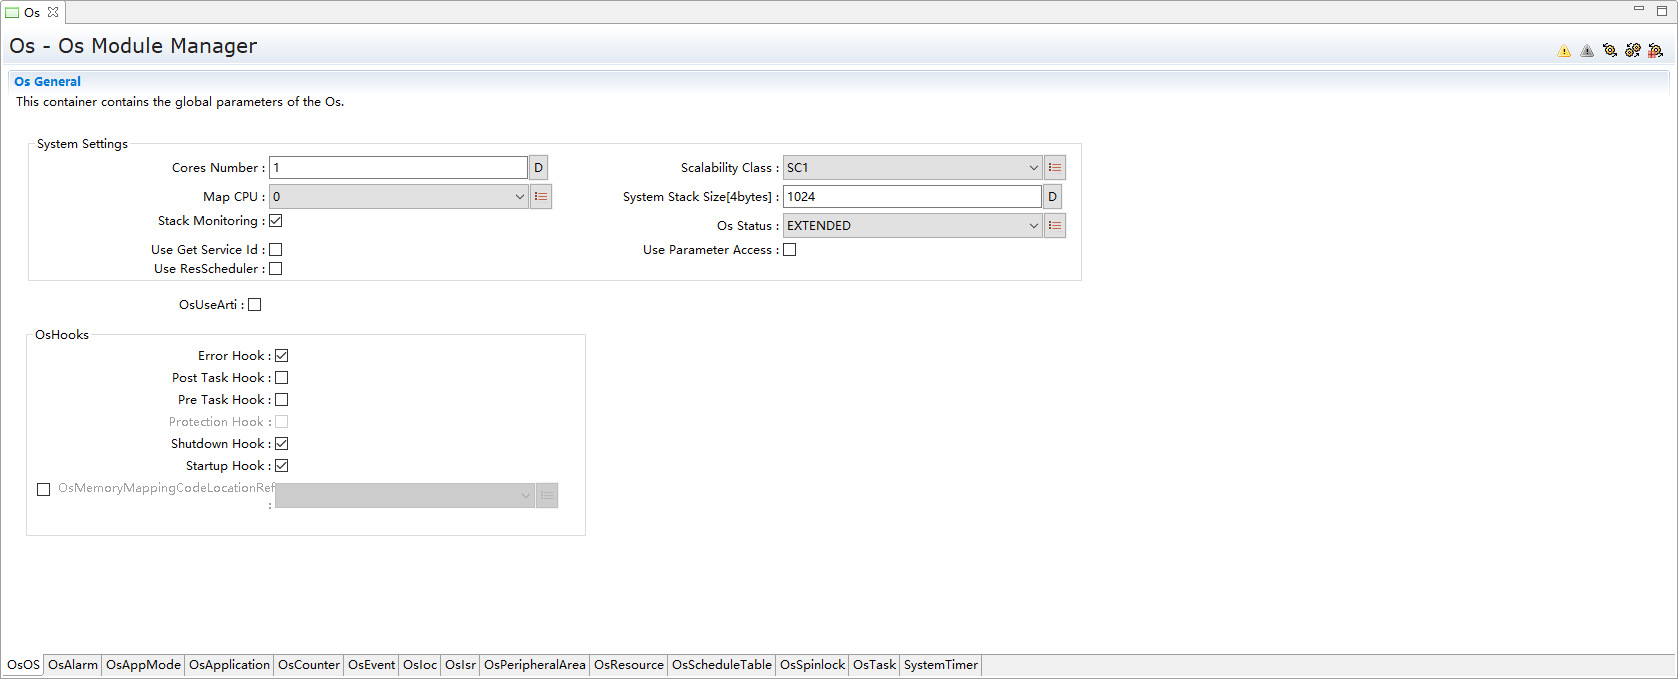 Os
Os - Os Module Manager
Os General
This container contains the global parameters of the Os.
System Settings
Cores Number : 1 D
Scalability Class : SC1
Map CPU : 0
System Stack Size[4bytes] : 1024 D
Stack Monitoring :
Os Status : EXTENDED
Use Get Service Id :
Use Parameter Access :
Use ResScheduler :
OsUseArti :
OsHooks
Error Hook :
Post Task Hook :
Pre Task Hook :
Protection Hook :
Shutdown Hook :
Startup Hook :
OsMemoryMappingCodeLocationRef
:
OsOS OsAlarm OsAppMode OsApplication OsCounter OsEvent OsIoc OsIsr OsPeripheralArea OsResource OsScheduleTable OsSpinlock OsTask SystemTimer